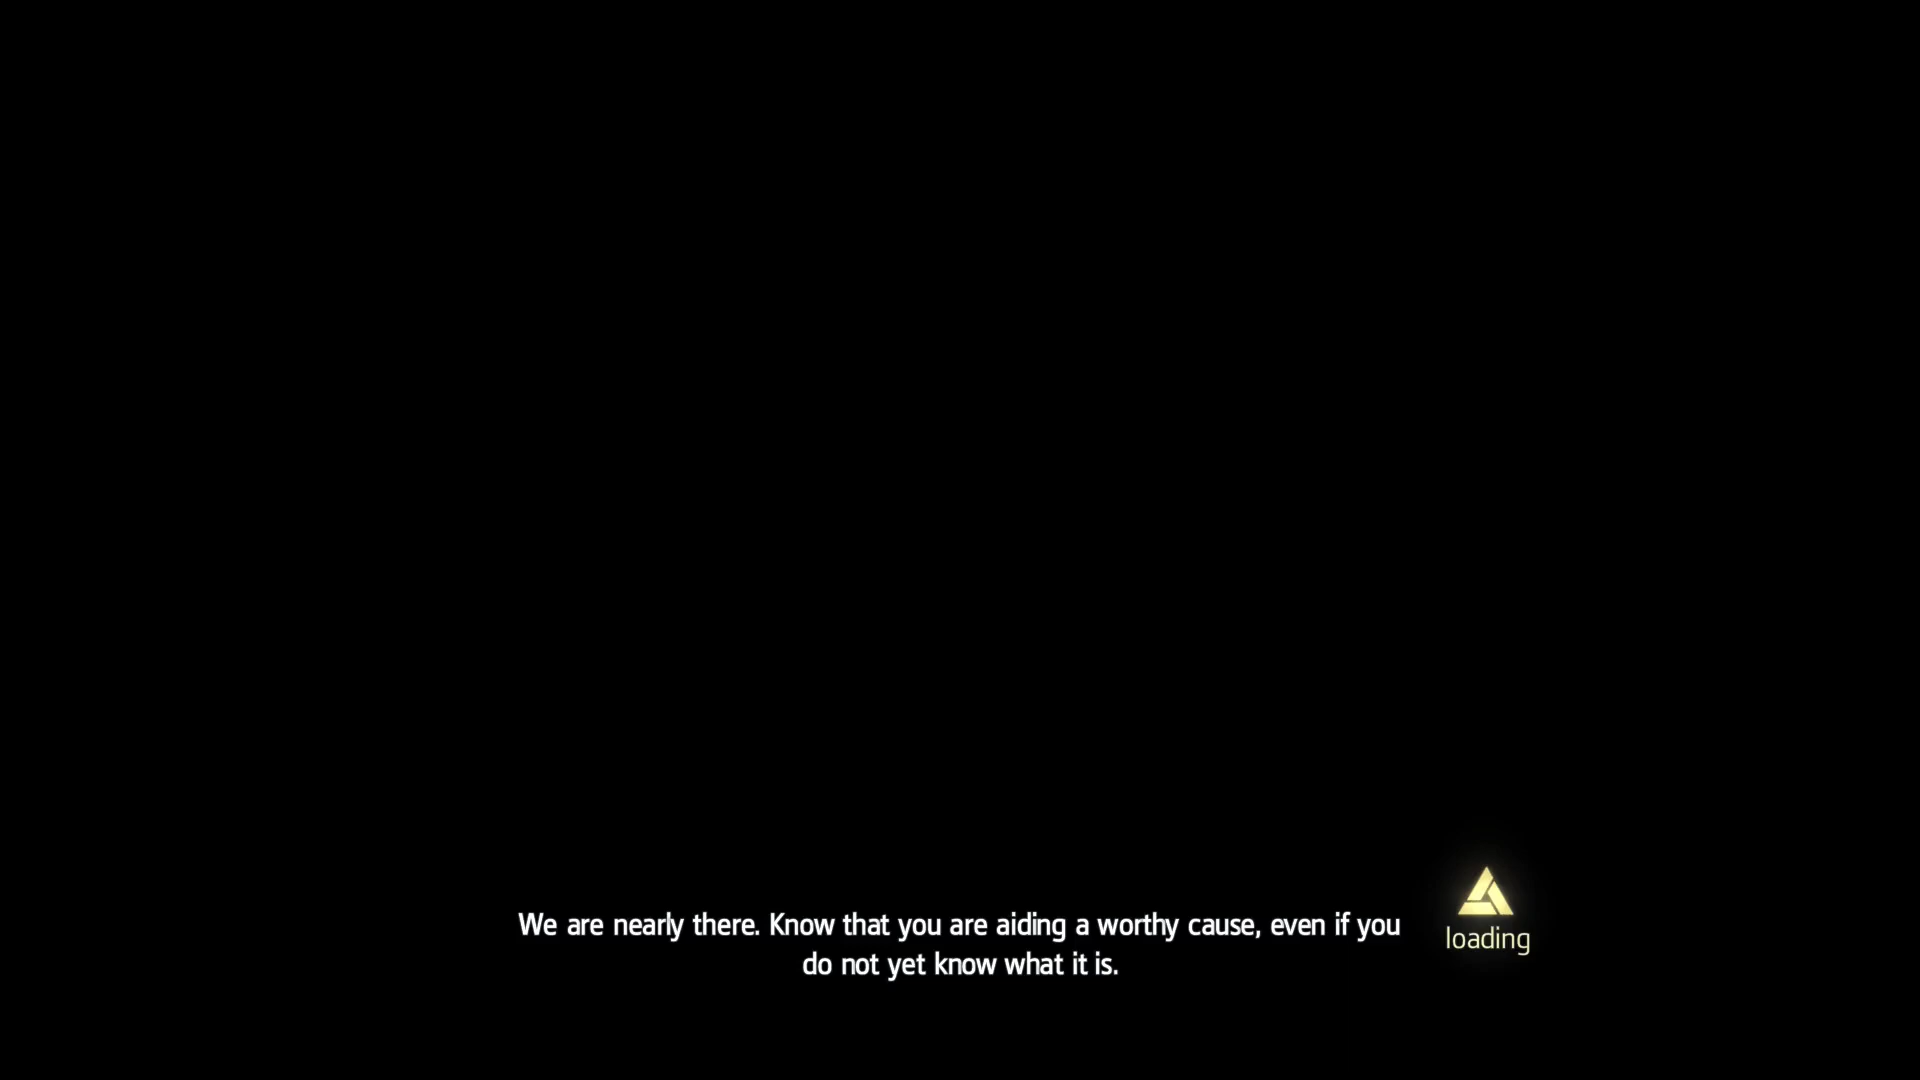 We are nearly there. Know that you are aiding a worthy cause, even if you
do not yet know what it is.
loading